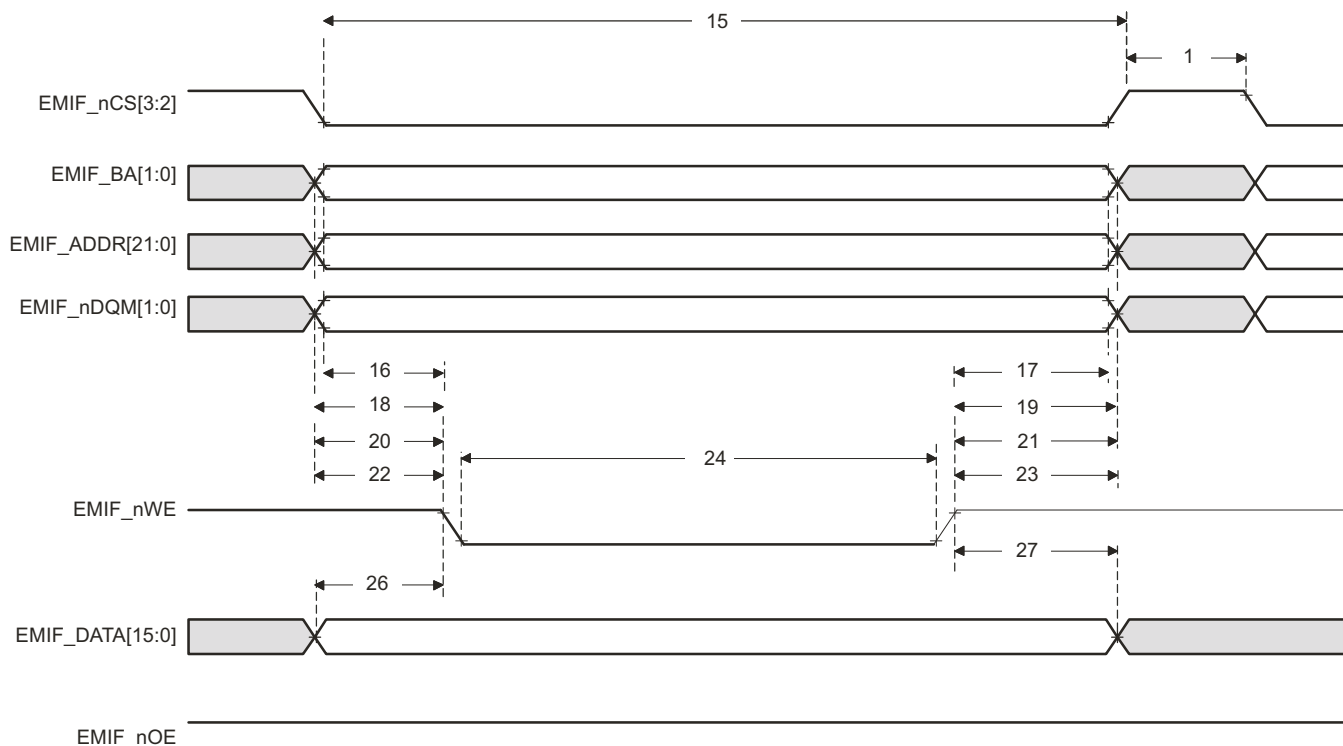 15
1
EMIF_nCS[3:2]
EMIF_BA[1:0]
EMIF_ADDR[21:0]
EMIF_nDQM[1:0]
16
17
18
19
20
21
24
22
23
EMIF_nWE
27
26
EMIF_DATA[15:0]
EMIF_nOE